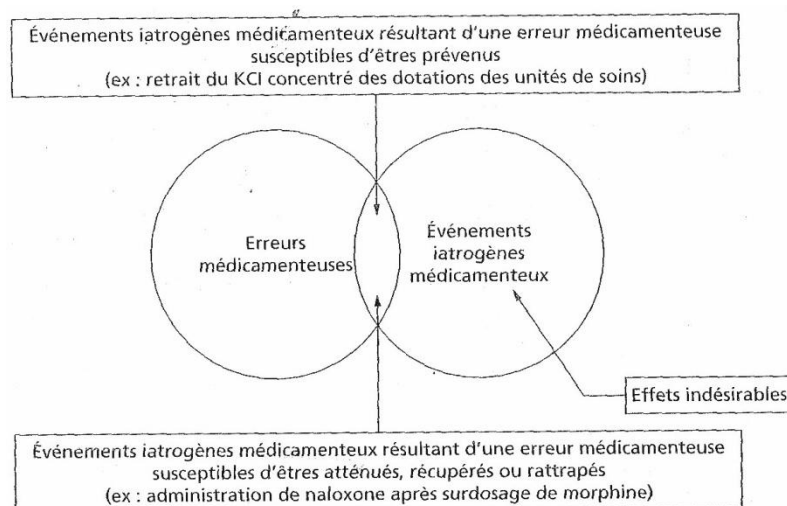 Événements iatrogènes médicamenteux résultant d'une erreur médicamenteuse
susceptibles d'êtres prévenus
(ex : retrait du KCl concentré des dotations des unités de soins)
Erreurs
médicamenteuses
Événements
iatrogènes
médicamenteux
Effets indésirables
Événements iatrogènes médicamenteux résultant d'une erreur médicamenteuse
susceptibles d'êtres atténués, récupérés ou rattrapés
(ex : administration de naloxone après surdosage de morphine)